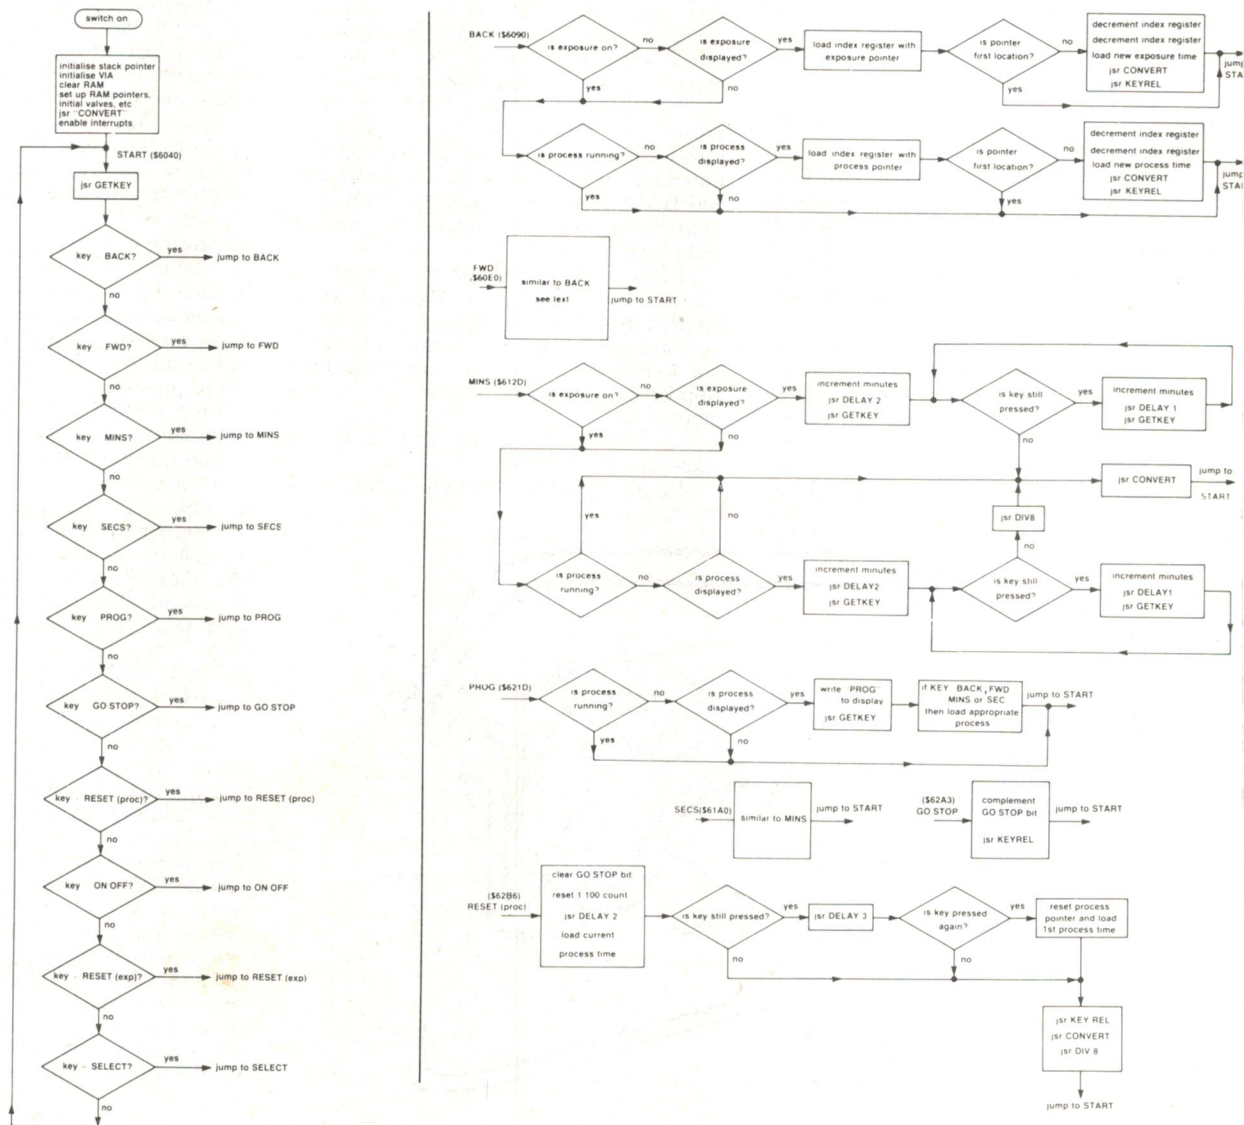 switch on
initialise stack pointer
initialise VIA
clear RAM
set up RAM pointers,
initial valves, etc
jsr "CONVERT"
enable interrupts
START ($6040)
jsr GETKEY
key BACK?
yes
jump to BACK
no
key FWD?
yes
jump to FWD
no
key MINS?
yes
jump to MINS
no
key SECS?
yes
jump to SECS
no
key PROG?
yes
jump to PROG
no
key GO STOP?
yes
jump to GO STOP
no
key - RESET (proc)?
yes
jump to RESET (proc)
no
key ON OFF?
yes
jump to ON OFF
no
key - RESET (exp)?
yes
jump to RESET (exp)
no
key - SELECT?
yes
jump to SELECT
no
BACK ($6090)
is exposure on?
no
is exposure
displayed?
yes
load index register with
exposure pointer
is pointer
first location?
no
decrement index register
decrement index register
load new exposure time
jsr CONVERT
jsr KEYREL
jump
STA
yes
no
yes
is process running?
no
is process
displayed?
yes
load index register with
process pointer
is pointer
first location?
no
decrement index register
decrement index register
load new process time
jsr CONVERT
jsr KEYREL
jump
STA
yes
no
yes
FWD
.$60E0)
similar to BACK
see text
jump to START
MINS ($612D)
is exposure on?
no
is exposure
displayed?
yes
increment minutes
jsr DELAY 2
jsr GETKEY
is key still
pressed?
yes
increment minutes
jsr DELAY 1
jsr GETKEY
yes
no
no
jsr CONVERT
jump to
START
yes
no
jsr DIV8
no
is process
running?
no
is process
displayed?
yes
increment minutes
jsr DELAY2
jsr GETKEY
is key still
pressed?
yes
increment minutes
jsr DELAY1
jsr GETKEY
PROG ($621D)
is process
running?
no
is process
displayed?
yes
write PROG"
to display
jsr GETKEY
if KEY BACK, FWD
MINS or SEC
then load appropriate
process
jump to START
yes
no
SECS($61A0)
similar to MINS
jump to START
($62A3)
GO STOP
complement
GO STOP bit
jsr KEYREL
jump to START
($62B6)
RESET (proc)
clear GO STOP bit
reset 1 100 count
jsr DELAY 2
load current
process time
is key still pressed?
yes
jsr DELAY 3
is key pressed
again?
yes
reset process
pointer and load
1st process time
no
no
jsr KEY REL
jsr CONVERT
jsr DIV 8
jump to START